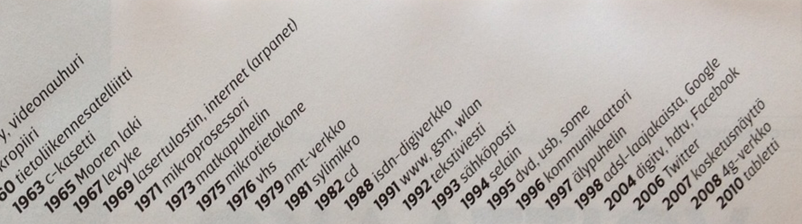 y, videonauhuri
kropiiri
60 tietoliikennesatelliitti
1963 c-kasetti
1965 Mooren laki
1967 levyke
1969 lasertulostin, internet (arpanet)
1971 mikroprosessori
1973 matkapuhelin
1975 mikrotietokone
1976 vhs
1979 nmt-verkko
1981 sylimikro
1982 cd
1988 isdn-digiverkko
1991 www, gsm, wlan
1992 tekstiviesti
1993 sähköposti
1994 selain
1995 dvd, usb, some
1996 kommunikaattori
1997 älypuhelin
1998 adsl-laajakaista, Google
2004 digitv, hdtv, Facebook
2006 Twitter
2007 kosketusnäyttö
2008 4g-verkko
2010 tabletti